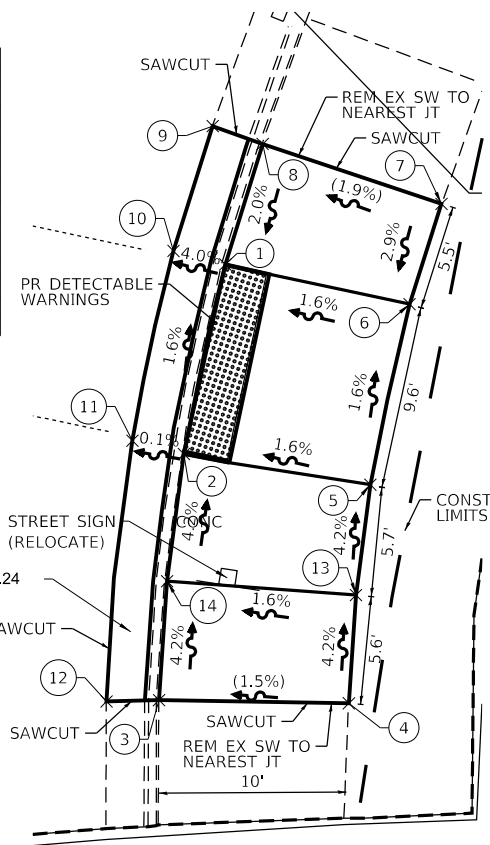 SAWCUT
REM EX SW TO
NEAREST JT
SAWCUT
9
7
8
(1.9%)
2.0%
2.9%
5.5'
10
4.0%
1
PR DETECTABLE
WARNINGS
1.6%
6
1.6%
1.6%
9.6'
11
0.1%
1.6%
2
5
CONST
LIMITS
STREET SIGN
(RELOCATE)
CONC
4.2%
4.2%
5.7'
13
.24
14
1.6%
AWCUT
4.2%
4.2%
5.6'
12
(1.5%)
SAWCUT
SAWCUT
3
4
REM EX SW TO
NEAREST JT
10'